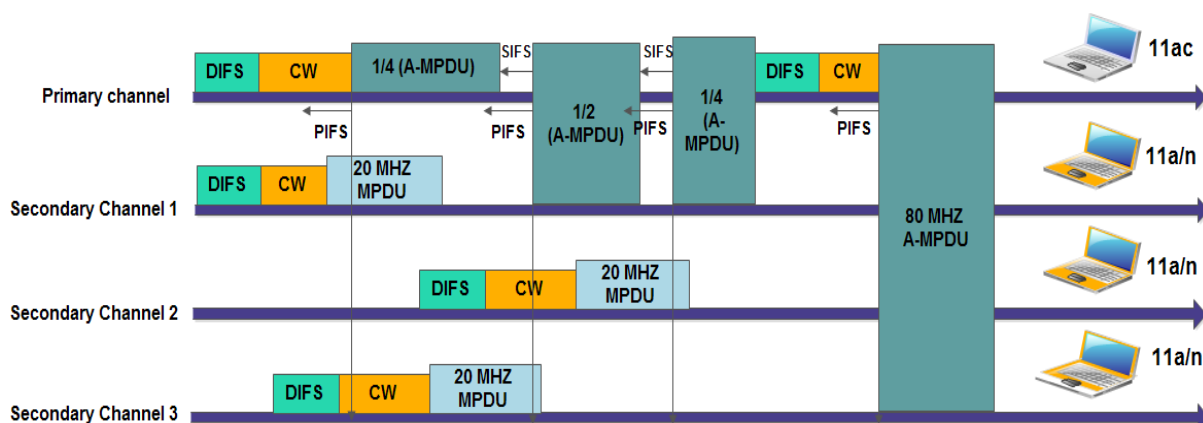 SIFS
SIFS
11ac
DIFS
CW
1/4 (A-MPDU)
DIFS
CW
Primary channel
1/2
(A-MPDU)
1/4
(A-
MPDU)
PIFS
PIFS
PIFS
PIFS
11a/n
20 MHZ
MPDU
DIFS
CW
Secondary Channel 1
80 MHZ
A-MPDU
11a/n
20 MHZ
MPDU
DIFS
CW
Secondary Channel 2
11a/n
20 MHZ
MPDU
DIFS
CW
Secondary Channel 3